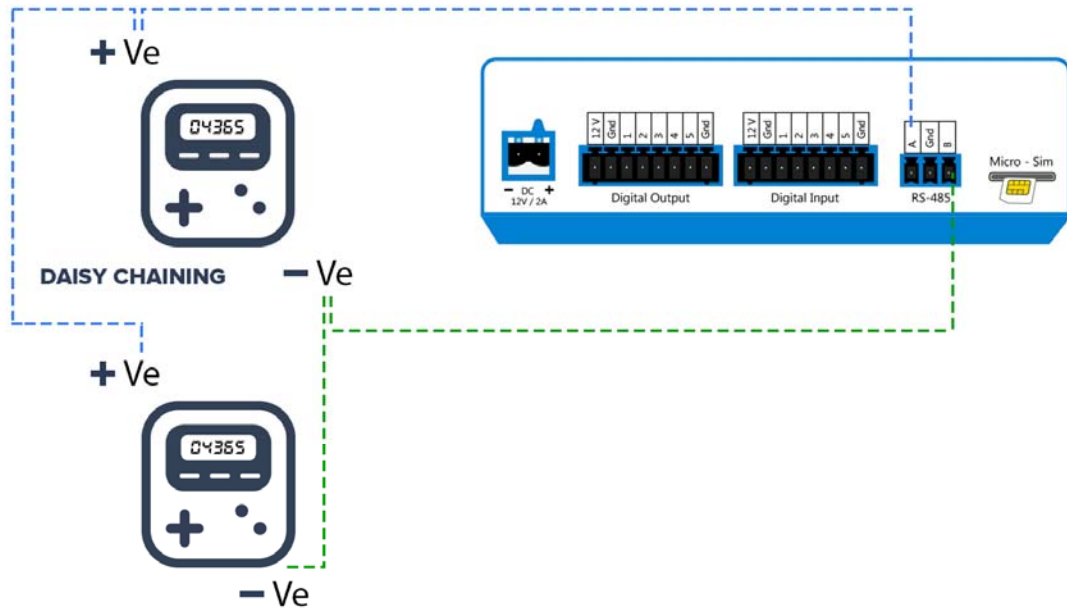 + Ve
04365
DAISY CHAINING
− Ve
+ Ve
04365
− Ve
− DC +
12V / 2A
12 V Gnd 1 2 3 4 5 Gnd
Digital Output
12 V Gnd 1 2 3 4 5 Gnd
Digital Input
A Gnd B
RS-485
Micro - Sim